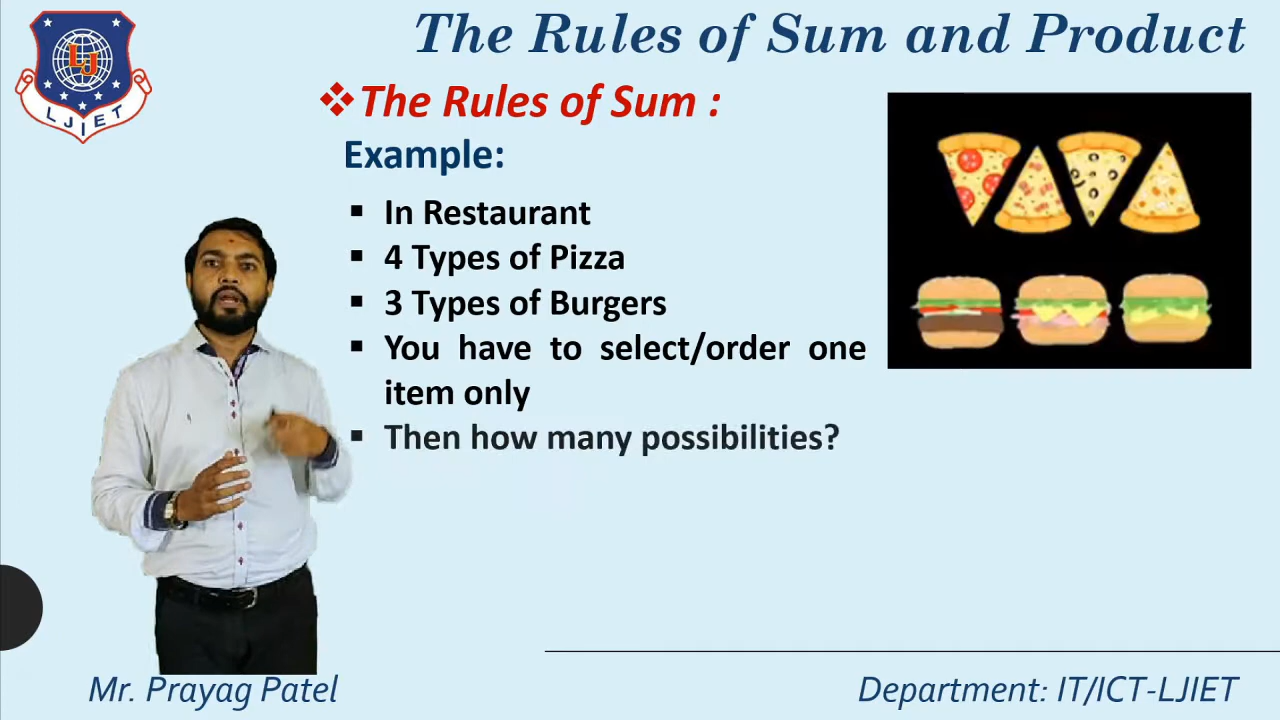 The Rules of Sum and Product
LJ
LJIET
❖The Rules of Sum :
Example:
▪ In Restaurant
▪ 4 Types of Pizza
▪ 3 Types of Burgers
▪ You have to select/order one
item only
▪ Then how many possibilities?
Mr. Prayag Patel
Department: IT/ICT-LJIET